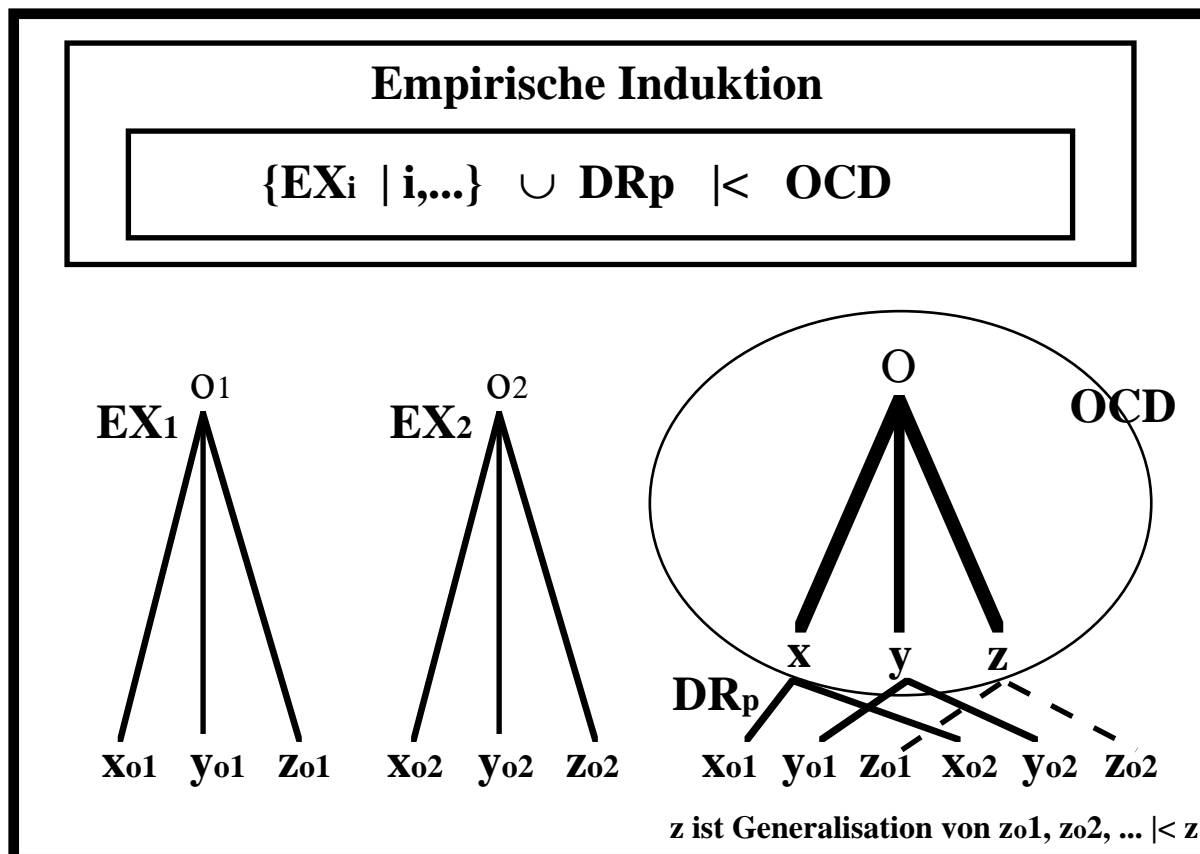 Empirische Induktion
{EXi | i,...} ∪ DRp |< OCD
O1
EX1
O2
EX2
O
OCD
x y z
DRp
xo1 yo1 zo1
xo2 yo2 zo2
xo1 yo1 zo1 xo2 yo2 zo2
z ist Generalisation von zo1, zo2, ... |< z